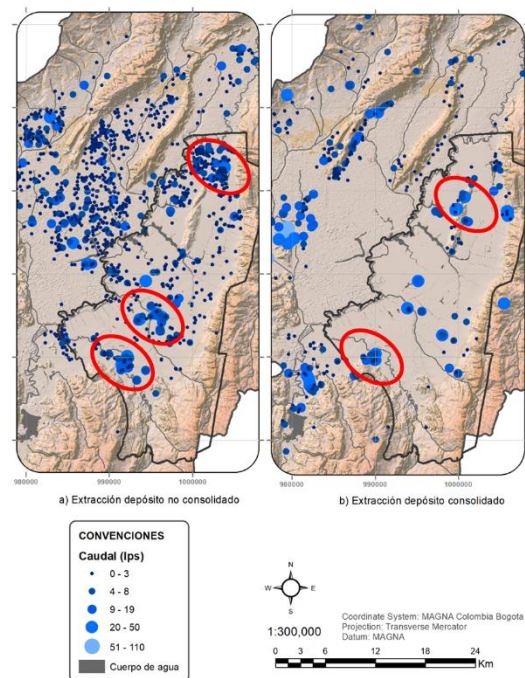 980000 990000 1000000
980000 990000 1000000
a) Extracción depósito no consolidado
b) Extracción depósito consolidado
CONVENCIONES
Caudal (lps)
0 - 3
4 - 8
9 - 19
20 - 50
51 - 110
Cuerpo de agua
N
W E
S
1:300,000
Coordinate System: MAGNA Colombia Bogota
Projection: Transverse Mercator
Datum: MAGNA
0 3 6 12 18 24
Km